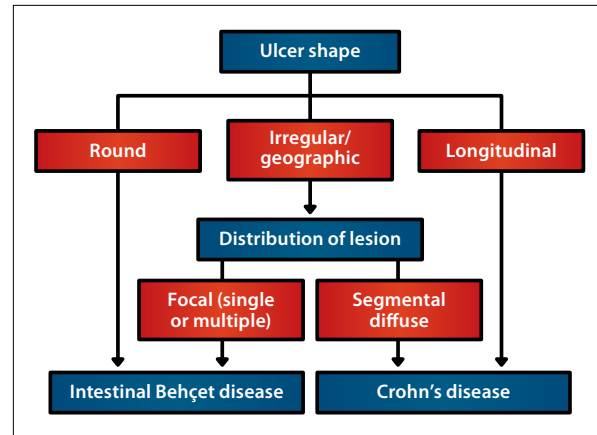 Ulcer shape
Round
Irregular/
geographic
Longitudinal
Distribution of lesion
Focal (single
or multiple)
Segmental
diffuse
Intestinal Behçet disease
Crohn’s disease